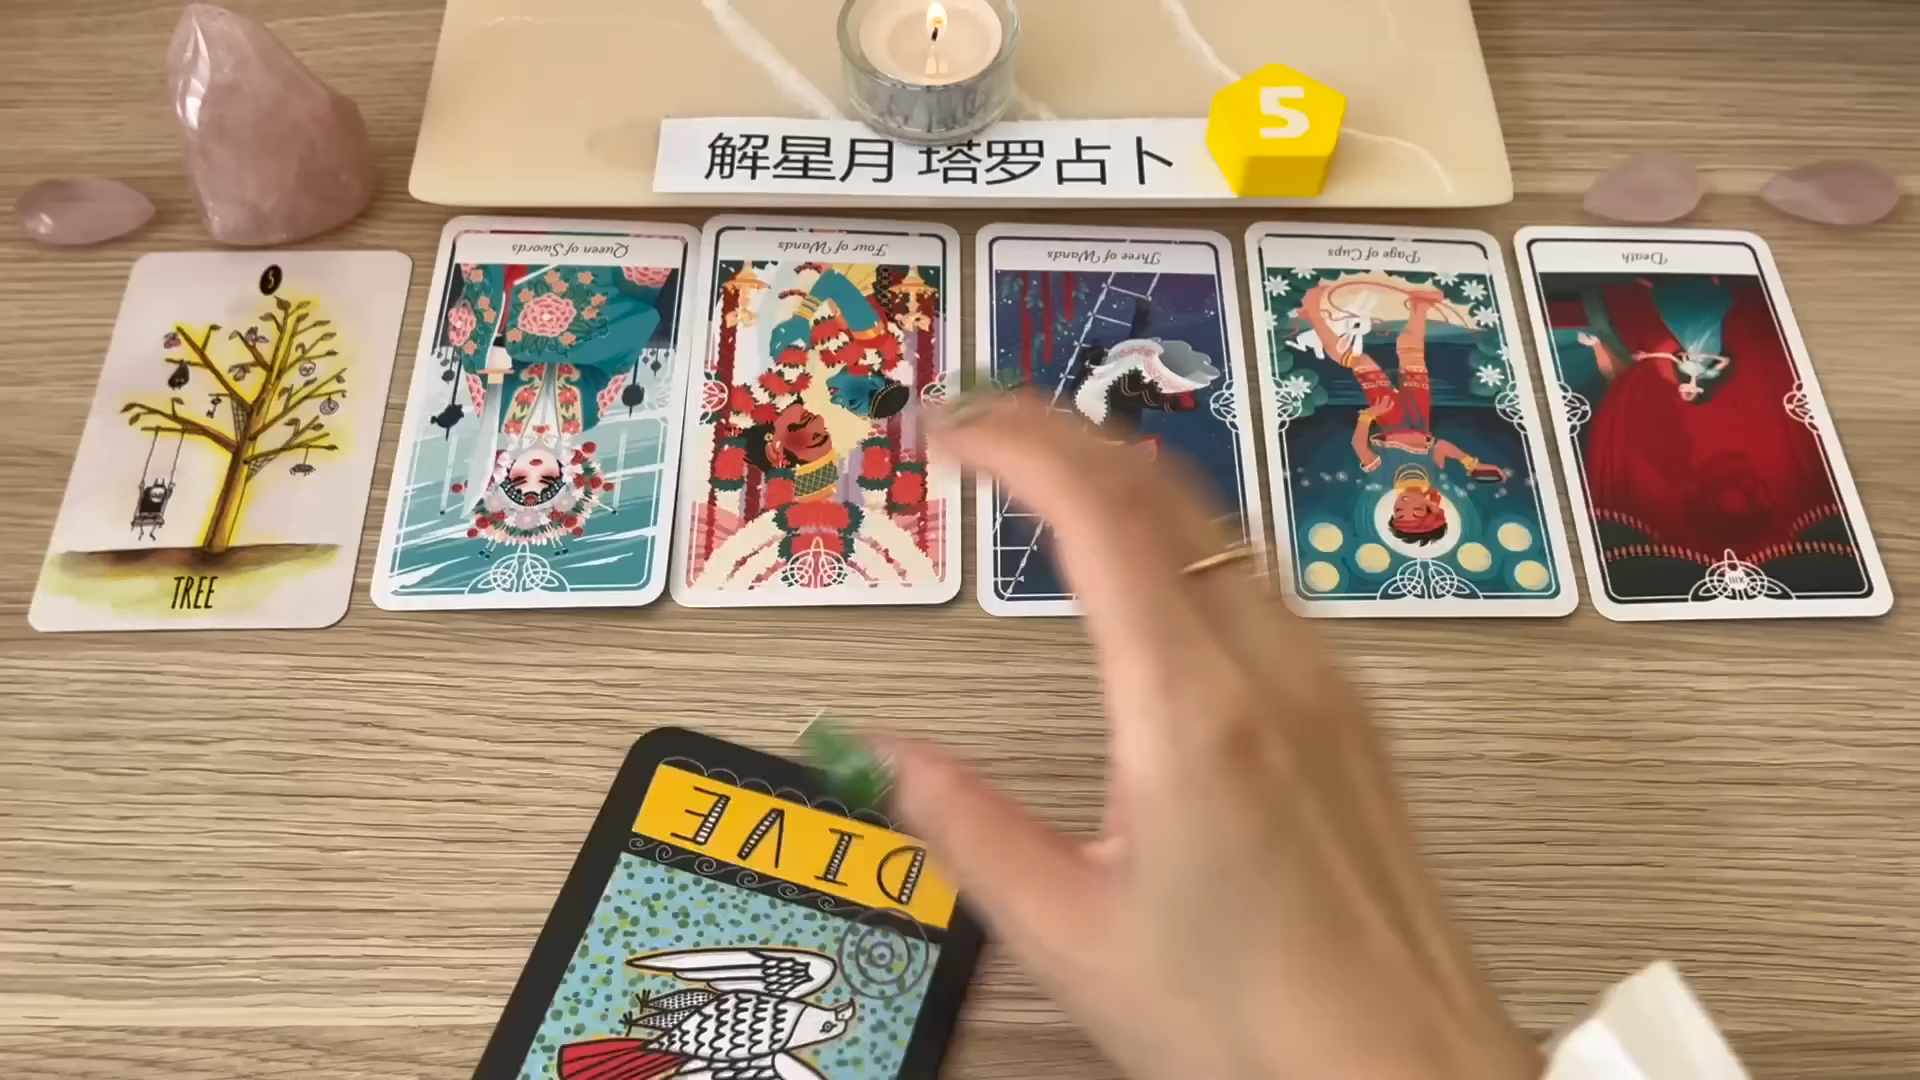 解星月 塔罗占卜
5
5
TREE
Queen of Swords
Four of Wands
Three of Wands
Page of Cups
Death
XIII
DIVE